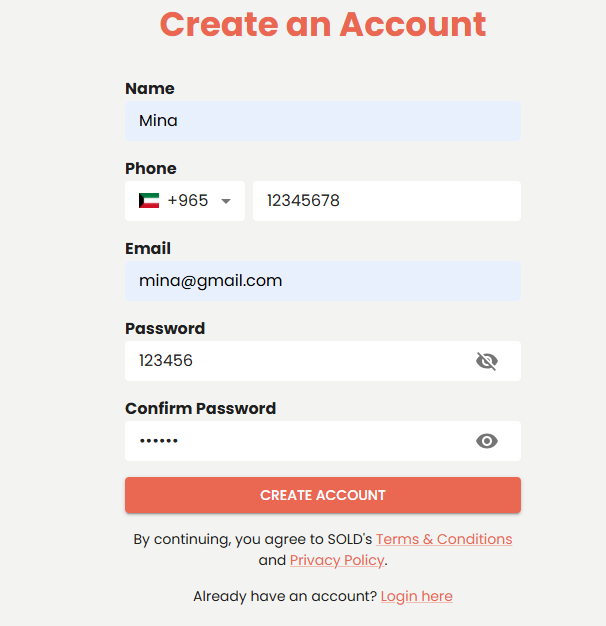 Create an Account
Name
Mina
Phone
+965 12345678
Email
mina@gmail.com
Password
123456
Confirm Password
••••••
CREATE ACCOUNT
By continuing, you agree to SOLD's Terms & Conditions
and Privacy Policy.
Already have an account? Login here